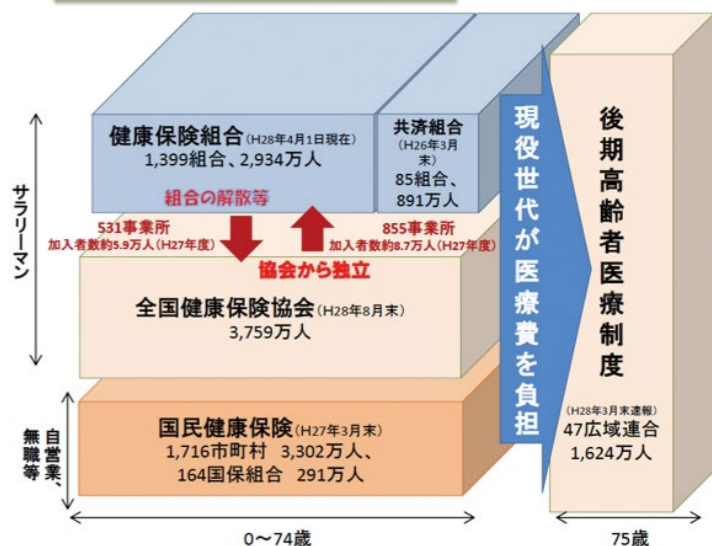 健康保険組合(H28年4月1日現在)
1,399組合、2,934万人
共済組合
(H26年3月
末)
85組合、
891万人
組合の解散等
531事業所
加入者数約5.9万人(H27年度)
855事業所
加入者数約8.7万人(H27年度)
協会から独立
全国健康保険協会(H28年8月末)
3,759万人
国民健康保険(H27年3月末)
1,716市町村 3,302万人、
164国保組合 291万人
サラリーマン
自営業、
無職等
現役世代が医療費を負担
後期高齢者医療制度
(H28年3月末速報)
47広域連合
1,624万人
0～74歳
75歳